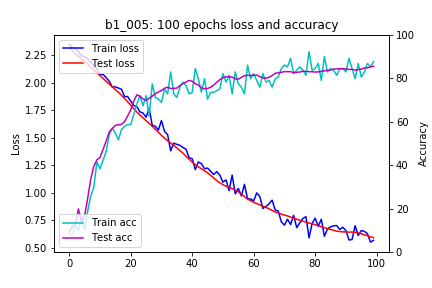 b1_005: 100 epochs loss and accuracy
Train loss
Test loss
Train acc
Test acc
Loss
2.25
2.00
1.75
1.50
1.25
1.00
0.75
0.50
Accuracy
100
80
60
40
20
0
0 20 40 60 80 100